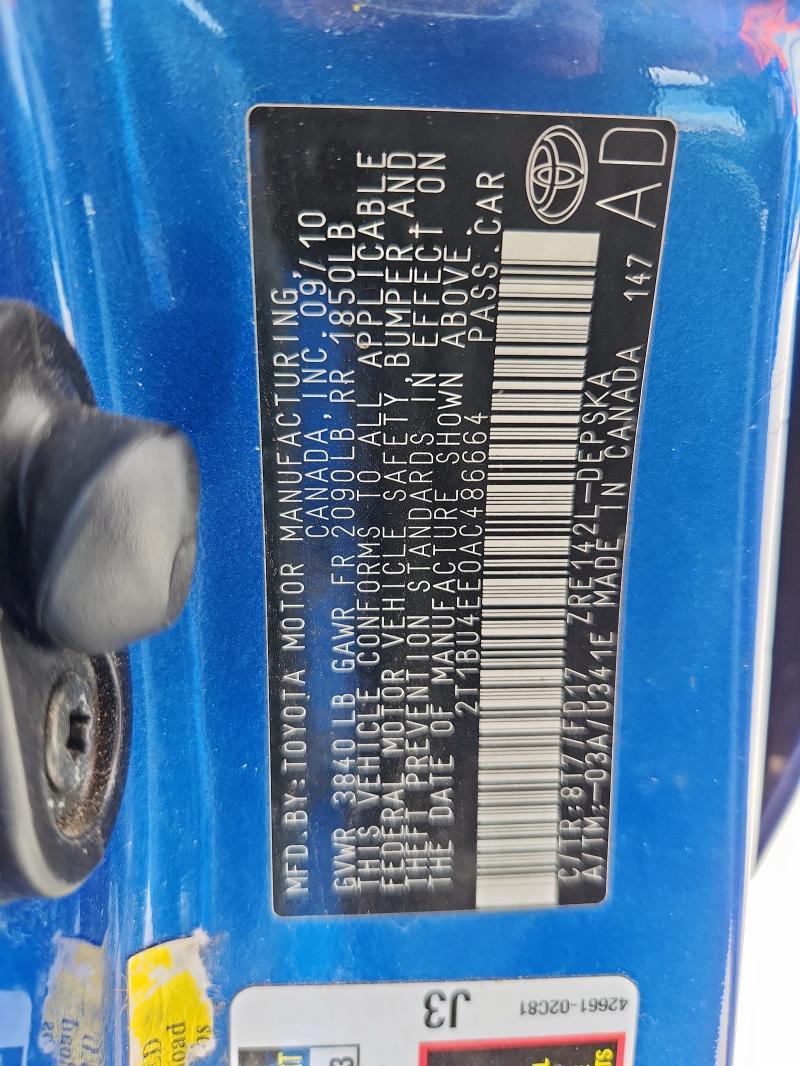 MFD.BY:TOYOTA MOTOR MANUFACTURING,
CANADA,INC.09/10
GVWR 3840LB GAWR FR 2090LB,RR 1850LB
THIS VEHICLE CONFORMS TO ALL APPLICABLE
FEDERAL MOTOR VEHICLE SAFETY,BUMPER,AND
THEFT PREVENTION STANDARDS IN EFFECT ON
THE DATE OF MANUFACTURE SHOWN ABOVE.
2T1BU4EE0AC486664 PASS.CAR
C/TR:8T7/FD17 ZRE142L-DEPSKA
A/TM:-03A/U341E MADE IN CANADA 147 AD
J3
42661-02C81